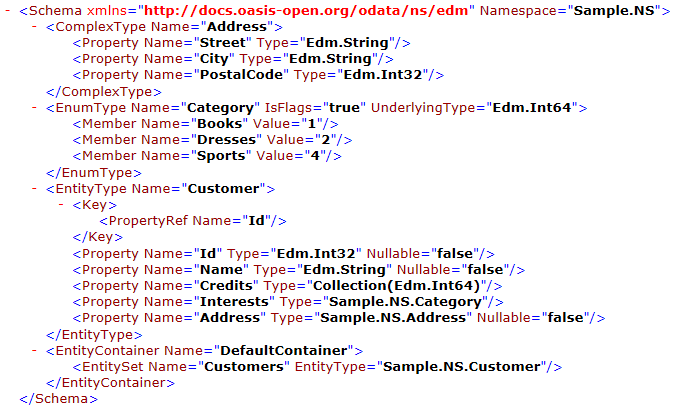 - <Schema xmlns="http://docs.oasis-open.org/odata/ns/edm" Namespace="Sample.NS">
- <ComplexType Name="Address">
<Property Name="Street" Type="Edm.String"/>
<Property Name="City" Type="Edm.String"/>
<Property Name="PostalCode" Type="Edm.Int32"/>
</ComplexType>
- <EnumType Name="Category" IsFlags="true" UnderlyingType="Edm.Int64">
<Member Name="Books" Value="1"/>
<Member Name="Dresses" Value="2"/>
<Member Name="Sports" Value="4"/>
</EnumType>
- <EntityType Name="Customer">
- <Key>
<PropertyRef Name="Id"/>
</Key>
<Property Name="Id" Type="Edm.Int32" Nullable="false"/>
<Property Name="Name" Type="Edm.String" Nullable="false"/>
<Property Name="Credits" Type="Collection(Edm.Int64)"/>
<Property Name="Interests" Type="Sample.NS.Category"/>
<Property Name="Address" Type="Sample.NS.Address" Nullable="false"/>
</EntityType>
- <EntityContainer Name="DefaultContainer">
<EntitySet Name="Customers" EntityType="Sample.NS.Customer"/>
</EntityContainer>
</Schema>